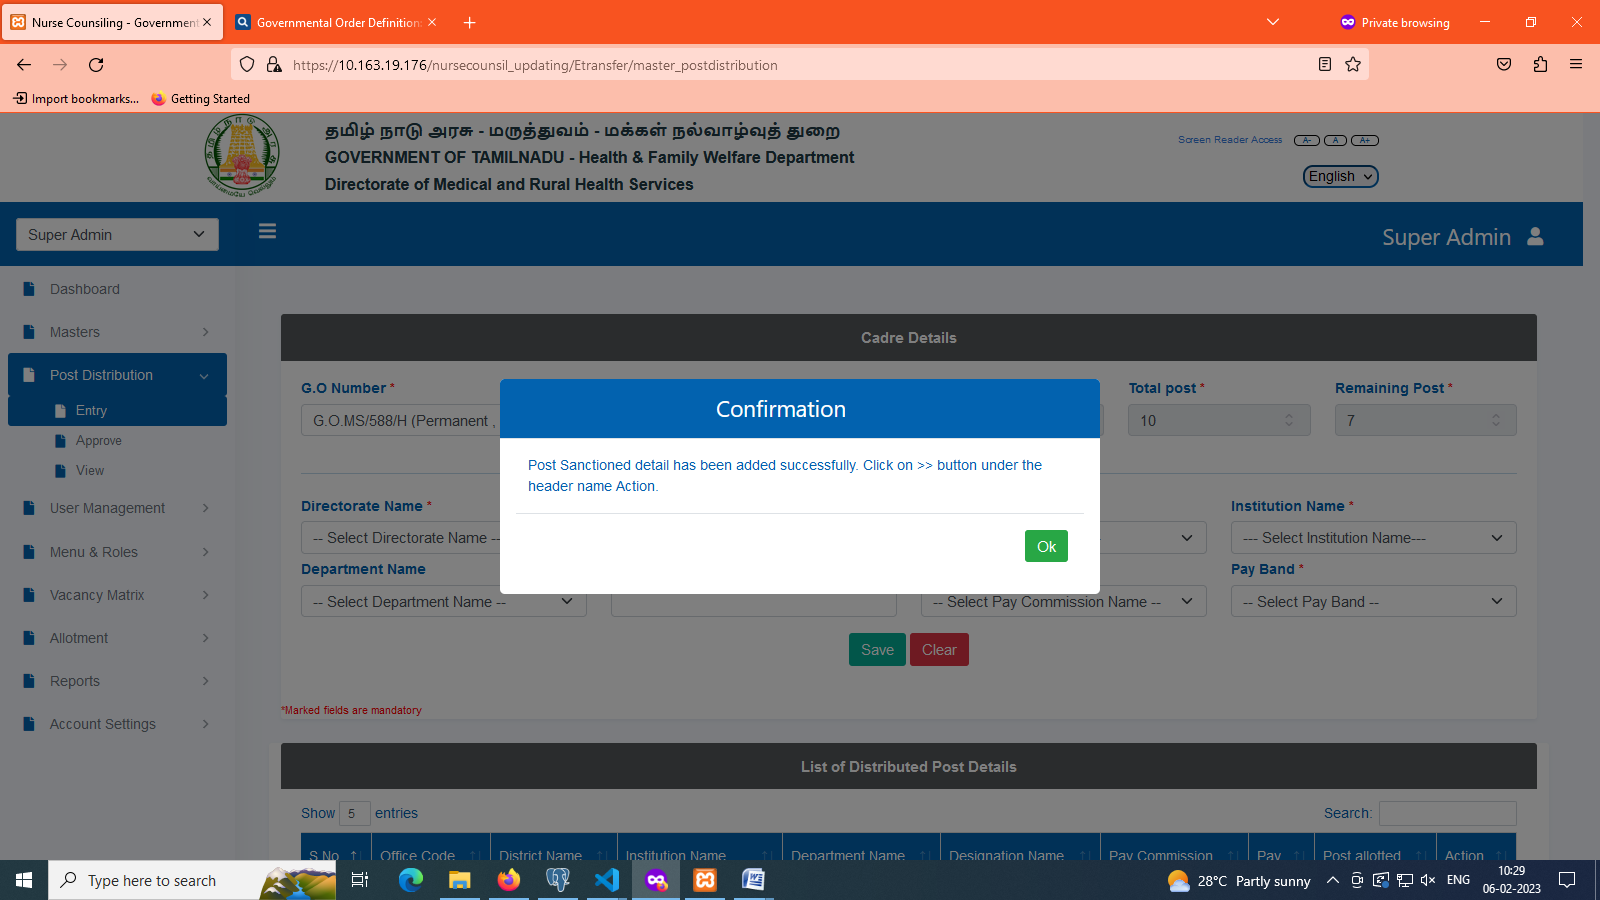 Nurse Counsiling - Government
Governmental Order Definition
Private browsing
https://10.163.19.176/nursecounsil_updating/Etransfer/master_postdistribution
Import bookmarks...
Getting Started
தமிழ் நாடு அரசு - மருத்துவம் - மக்கள் நல்வாழ்வுத் துறை
GOVERNMENT OF TAMILNADU - Health & Family Welfare Department
Directorate of Medical and Rural Health Services
Screen Reader Access A- A A+
English
Super Admin
Super Admin
Dashboard
Masters
Post Distribution
Entry
Approve
View
User Management
Menu & Roles
Vacancy Matrix
Allotment
Reports
Account Settings
Cadre Details
G.O Number *
Total post *
Remaining Post *
G.O.MS/588/H (Permanent ,
10
7
Confirmation
Post Sanctioned detail has been added successfully. Click on >> button under the
header name Action.
Ok
Directorate Name *
Institution Name *
-- Select Directorate Name --
--- Select Institution Name---
Department Name
Pay Band *
-- Select Department Name --
-- Select Pay Commission Name --
-- Select Pay Band --
Save
Clear
*Marked fields are mandatory
List of Distributed Post Details
Show 5 entries
Search:
S.No Office Code District Name Institution Name Department Name Designation Name Pay Commission Pay Post allotted Action
Type here to search
28°C Partly sunny
ENG
10:29
06-02-2023